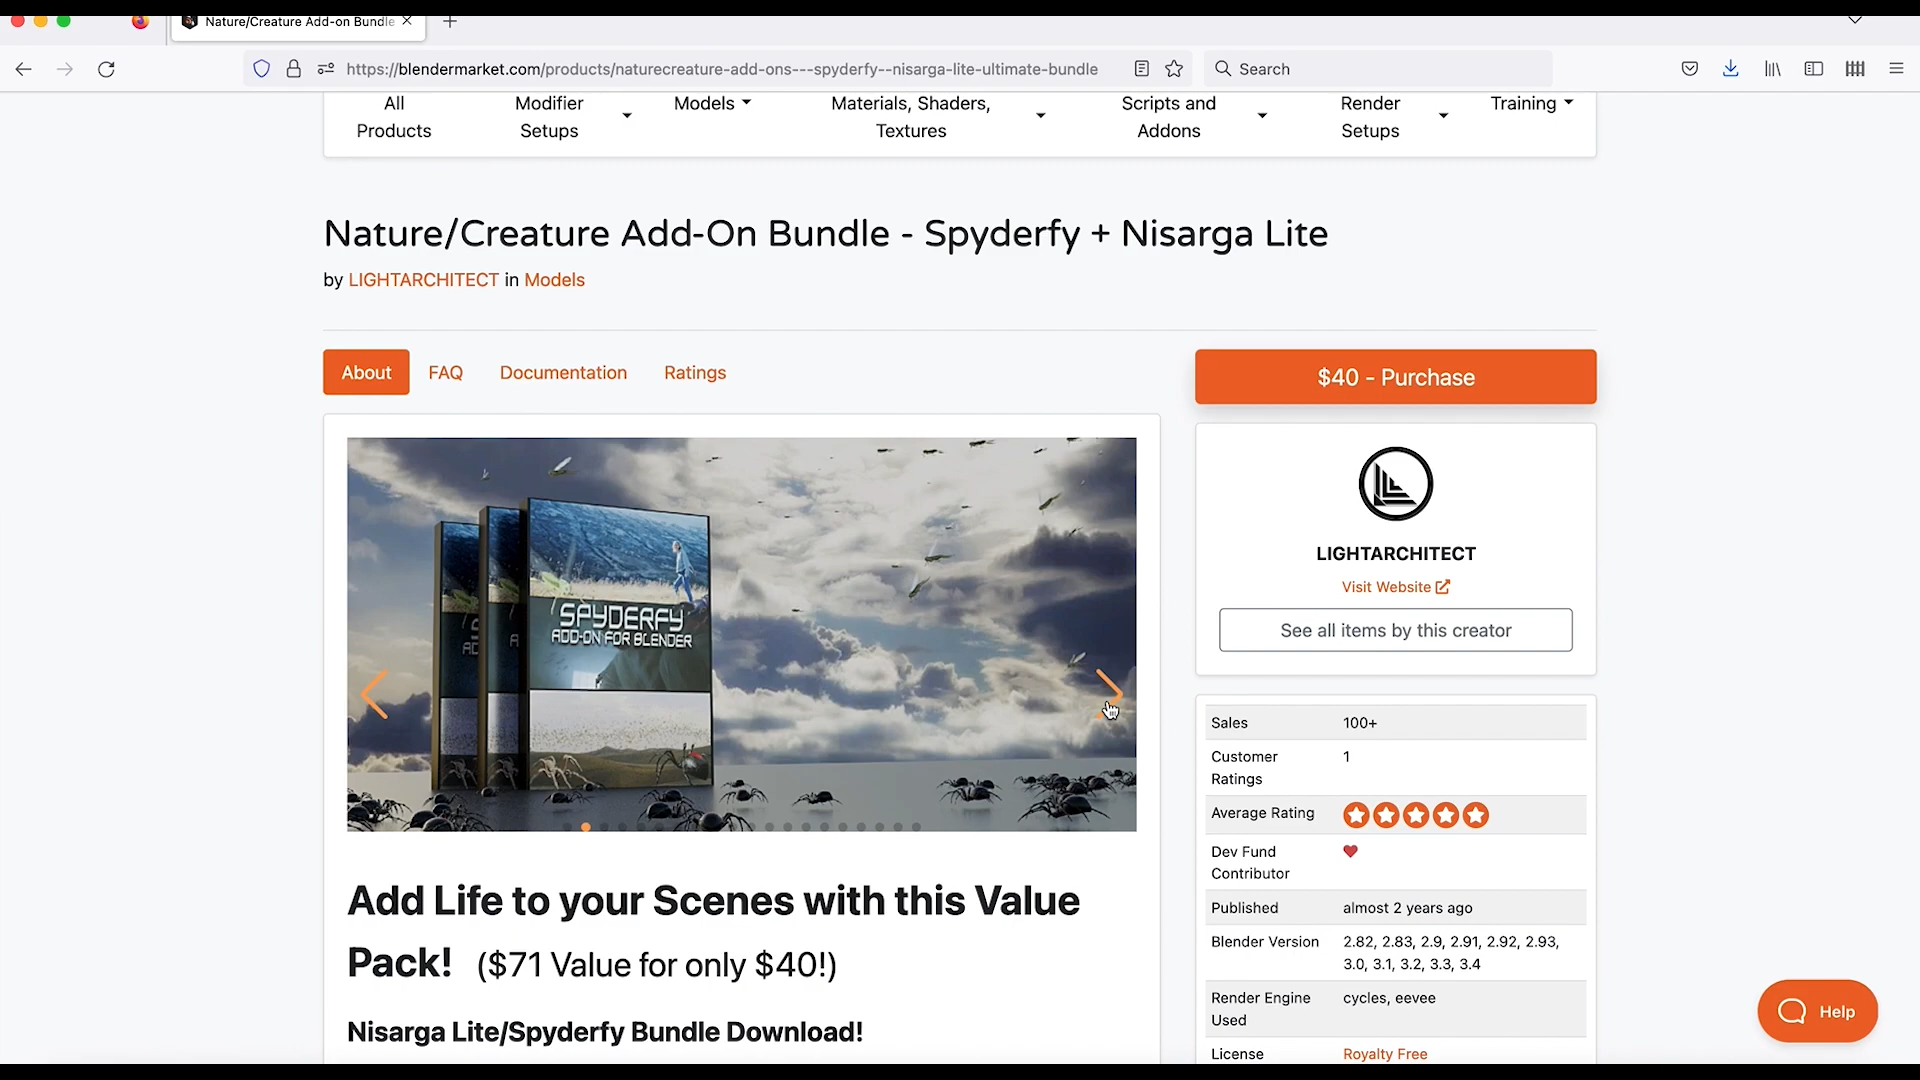 Nature/Creature Add-on Bundle
https://blendermarket.com/products/naturecreature-add-ons---spyderfy--nisarga-lite-ultimate-bundle
Search
All
Products
Modifier
Setups
Models
Materials, Shaders,
Textures
Scripts and
Addons
Render
Setups
Training
Nature/Creature Add-On Bundle - Spyderfy + Nisarga Lite
by LIGHTARCHITECT in Models
About
FAQ
Documentation
Ratings
$40 - Purchase
SPYDERFY
ADD-ON FOR BLENDER
LIGHTARCHITECT
Visit Website
See all items by this creator
Sales 100+
Customer
Ratings
1
Average Rating
Dev Fund
Contributor
Published almost 2 years ago
Blender Version 2.82, 2.83, 2.9, 2.91, 2.92, 2.93,
3.0, 3.1, 3.2, 3.3, 3.4
Render Engine
Used
cycles, eevee
License Royalty Free
Add Life to your Scenes with this Value
Pack! ($71 Value for only $40!)
Nisarga Lite/Spyderfy Bundle Download!
Help